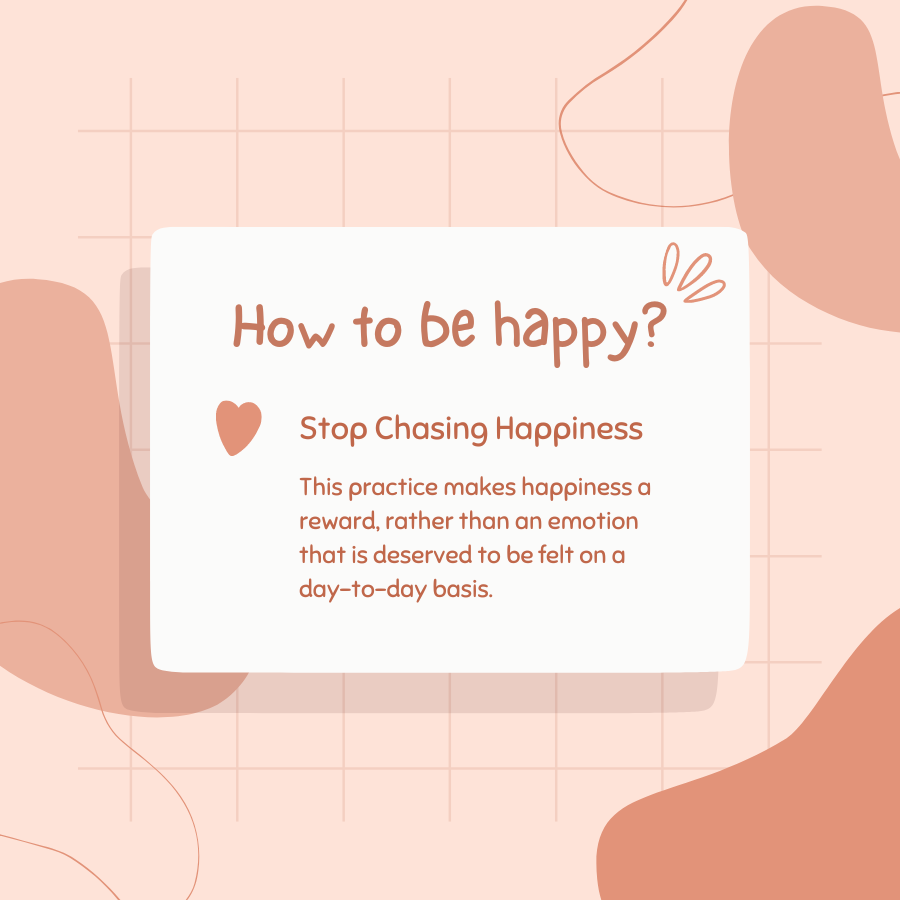 How to be happy?
Stop Chasing Happiness
This practice makes happiness a
reward, rather than an emotion
that is deserved to be felt on a
day-to-day basis.